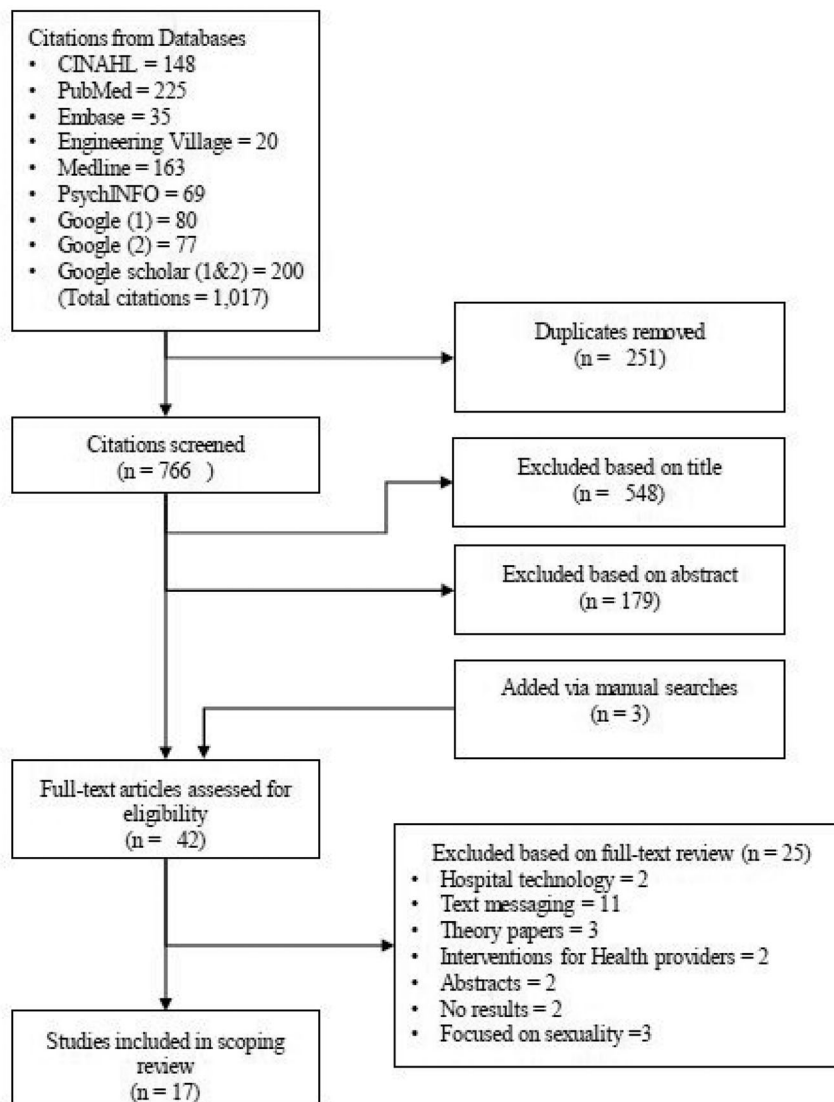 Citations from Databases
• CINAHL = 148
• PubMed = 225
• Embase = 35
• Engineering Village = 20
• Medline = 163
• PsychINFO = 69
• Google (1) = 80
• Google (2) = 77
• Google scholar (1&2) = 200
(Total citations = 1,017)
Duplicates removed
(n = 251)
Citations screened
(n = 766 )
Excluded based on title
(n = 548)
Excluded based on abstract
(n = 179)
Added via manual searches
(n = 3)
Full-text articles assessed for
eligibility
(n = 42)
Excluded based on full-text review (n = 25)
• Hospital technology = 2
• Text messaging = 11
• Theory papers = 3
• Interventions for Health providers = 2
• Abstracts = 2
• No results = 2
• Focused on sexuality =3
Studies included in scoping
review
(n = 17)